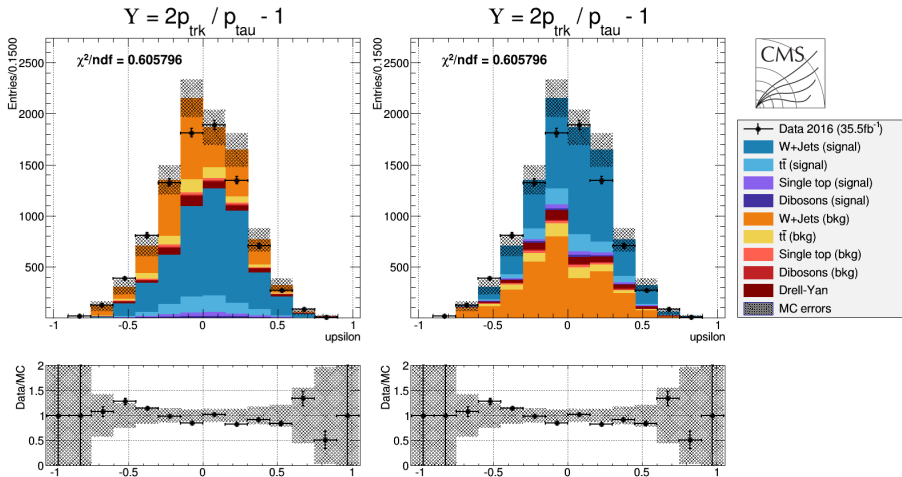 Υ = 2p_trk / p_tau - 1
Entries/0.1500
2500
2000
1500
1000
500
χ²/ndf = 0.605796
-1 -0.5 0 0.5 1
upsilon
Data/MC
2
1.5
1
0.5
0
-1 -0.5 0 0.5 1
Υ = 2p_trk / p_tau - 1
Entries/0.1500
2500
2000
1500
1000
500
χ²/ndf = 0.605796
-1 -0.5 0 0.5 1
upsilon
Data/MC
2
1.5
1
0.5
0
-1 -0.5 0 0.5 1
CMS
Data 2016 (35.5fb⁻¹)
W+Jets (signal)
tt̄ (signal)
Single top (signal)
Dibosons (signal)
W+Jets (bkg)
tt̄ (bkg)
Single top (bkg)
Dibosons (bkg)
Drell-Yan
MC errors